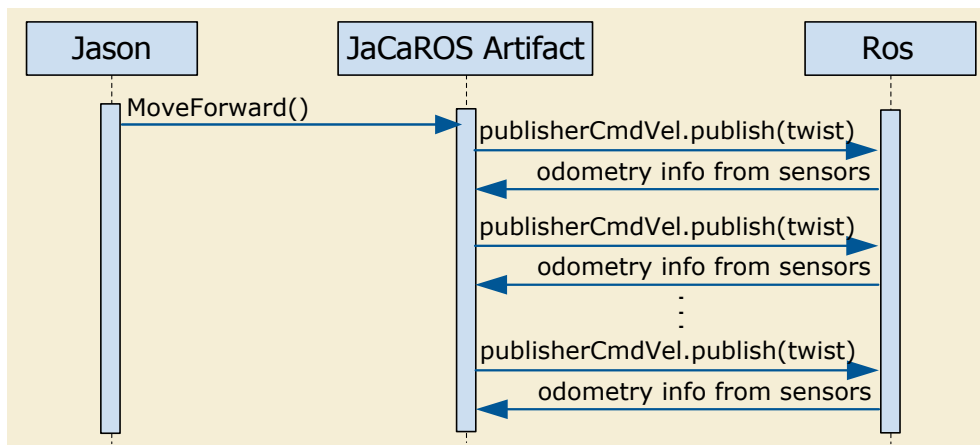 Jason
JaCaROS Artifact
Ros
MoveForward()
publisherCmdVel.publish(twist)
odometry info from sensors
publisherCmdVel.publish(twist)
odometry info from sensors
publisherCmdVel.publish(twist)
odometry info from sensors